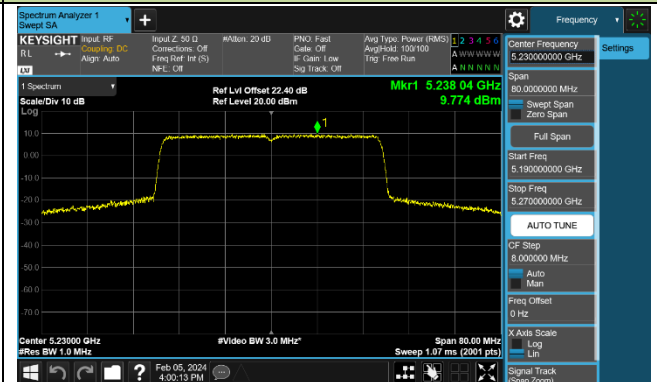 Spectrum Analyzer 1
Swept SA
+
Frequency
KEYSIGHT
RL
LXI
Input: RF
Coupling: DC
Align: Auto
Input Z: 50 Ω
Corrections: Off
Freq Ref: Int (S)
NFE: Off
#Atten: 20 dB
PNO: Fast
Gate: Off
IF Gain: Low
Sig Track: Off
Avg Type: Power (RMS)
Avg|Hold: 100/100
Trig: Free Run
1 2 3 4 5 6
A W W W W W
A N N N N N
1 Spectrum
Scale/Div 10 dB
Log
Ref Lvl Offset 22.40 dB
Ref Level 20.00 dBm
Mkr1 5.238 04 GHz
9.774 dBm
1
10.0
0.00
-10.0
-20.0
-30.0
-40.0
-50.0
-60.0
-70.0
Center 5.23000 GHz
#Res BW 1.0 MHz
#Video BW 3.0 MHz*
Span 80.00 MHz
Sweep 1.07 ms (2001 pts)
?
Feb 05, 2024
4:00:13 PM
Center Frequency
5.230000000 GHz
Settings
Span
80.0000000 MHz
Swept Span
Zero Span
Full Span
Start Freq
5.190000000 GHz
Stop Freq
5.270000000 GHz
AUTO TUNE
CF Step
8.000000 MHz
Auto
Man
Freq Offset
0 Hz
X Axis Scale
Log
Lin
Signal Track
(Span Zoom)